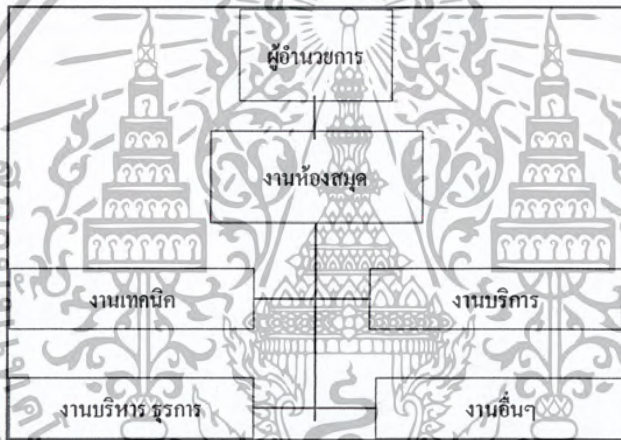 ผู้อำนวยการ
งานห้องสมุด
งานเทคนิค
งานบริการ
งานบริหาร ธุรการ
งานอื่นๆ